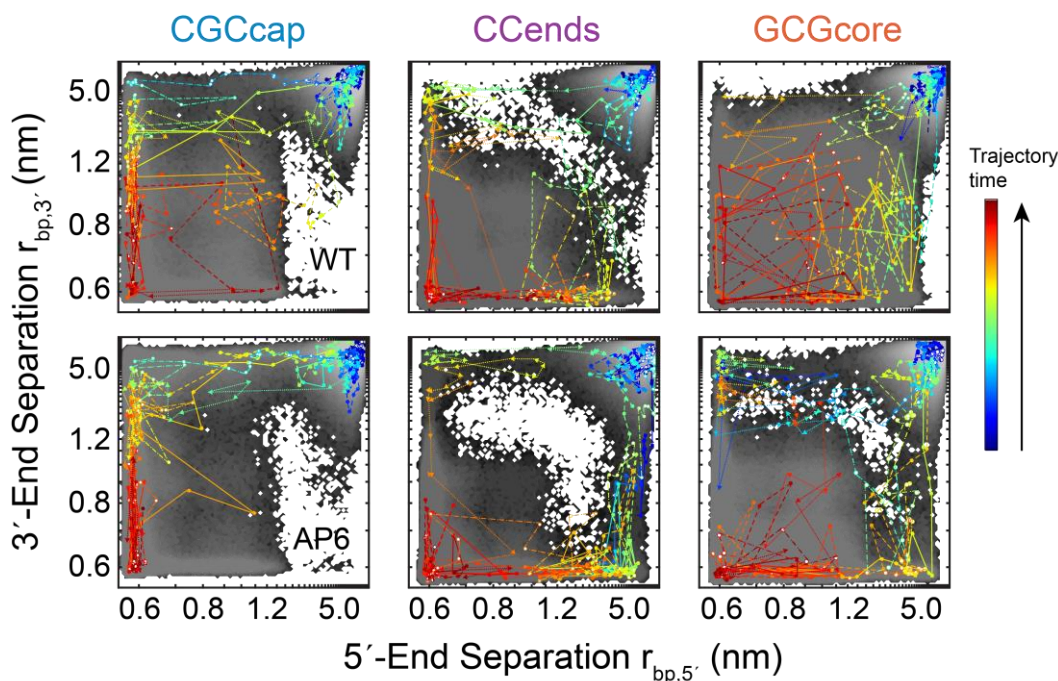 CGCcap CCends GCGcore
5.0
1.2
0.8
0.6
WT
5.0
1.2
0.8
0.6
AP6
0.6 0.8 1.2 5.0 0.6 0.8 1.2 5.0 0.6 0.8 1.2 5.0
3´-End Separation r_bp,3´ (nm)
5´-End Separation r_bp,5´ (nm)
Trajectory
time